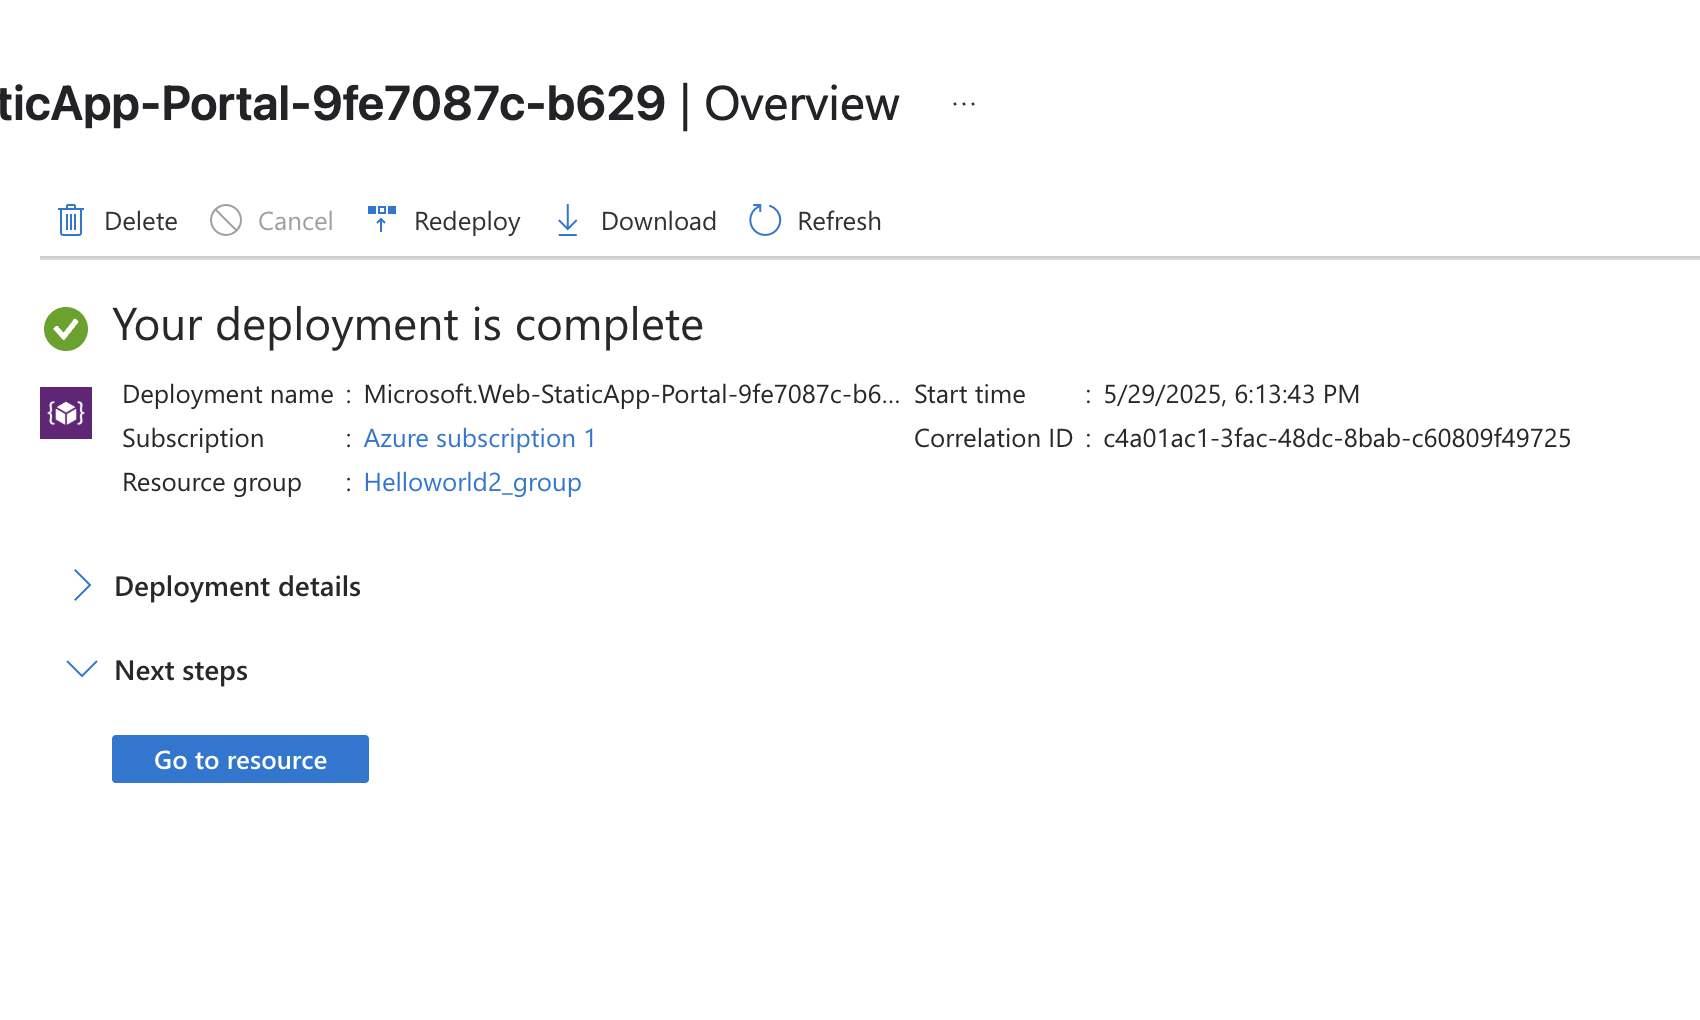 ticApp-Portal-9fe7087c-b629 | Overview ...
Delete Cancel Redeploy Download Refresh
Your deployment is complete
Deployment name : Microsoft.Web-StaticApp-Portal-9fe7087c-b6... Start time : 5/29/2025, 6:13:43 PM
Subscription : Azure subscription 1 Correlation ID : c4a01ac1-3fac-48dc-8bab-c60809f49725
Resource group : Helloworld2_group
Deployment details
Next steps
Go to resource